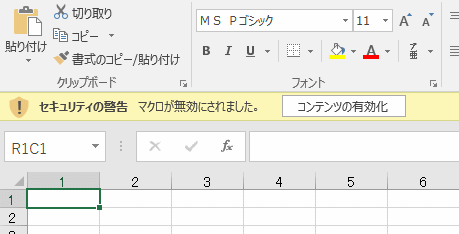 切り取り
コピー
書式のコピー/貼り付け
貼り付け
クリップボード
ＭＳ Ｐゴシック
11
A A
B I U
A
ア亜
フォント
セキュリティの警告 マクロが無効にされました。 コンテンツの有効化
R1C1
fx
1 2 3 4 5 6
1
2